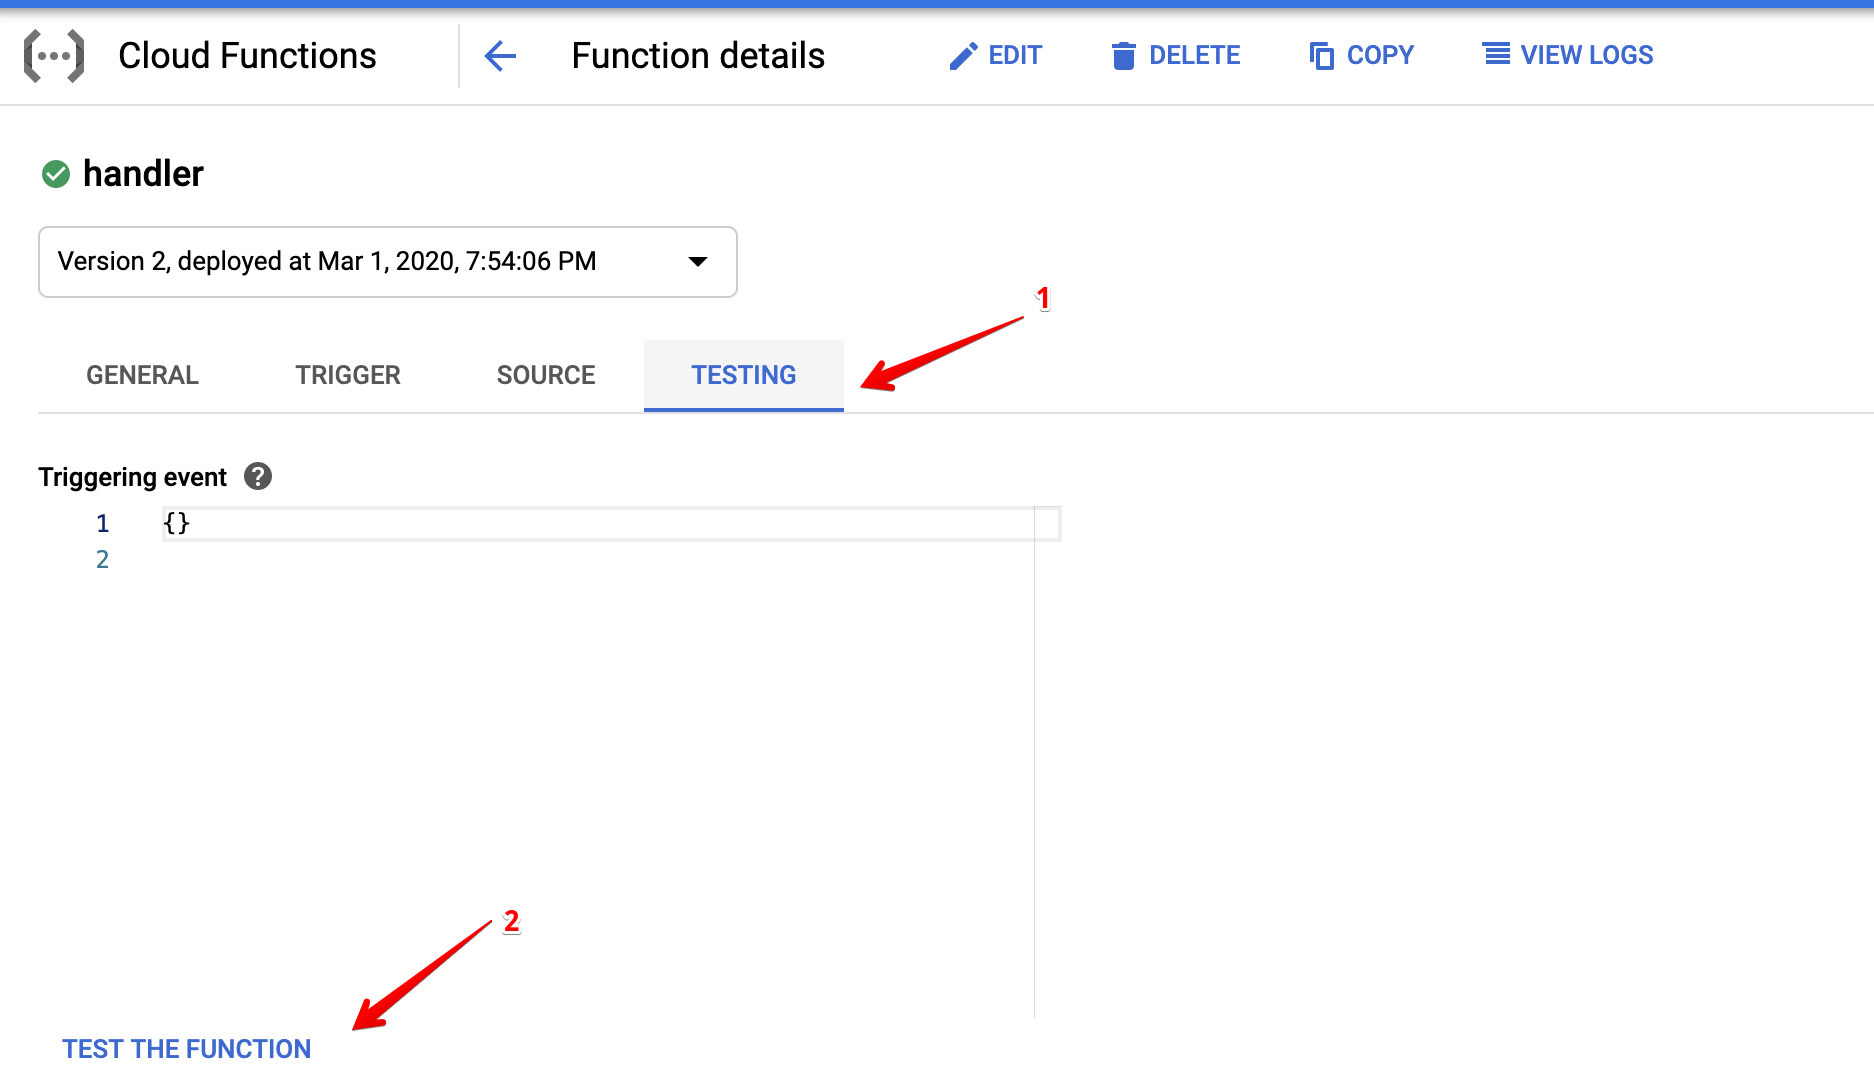 Cloud Functions
Function details
EDIT
DELETE
COPY
VIEW LOGS
handler
Version 2, deployed at Mar 1, 2020, 7:54:06 PM
1
GENERAL
TRIGGER
SOURCE
TESTING
Triggering event ?
1 {}
2
2
TEST THE FUNCTION